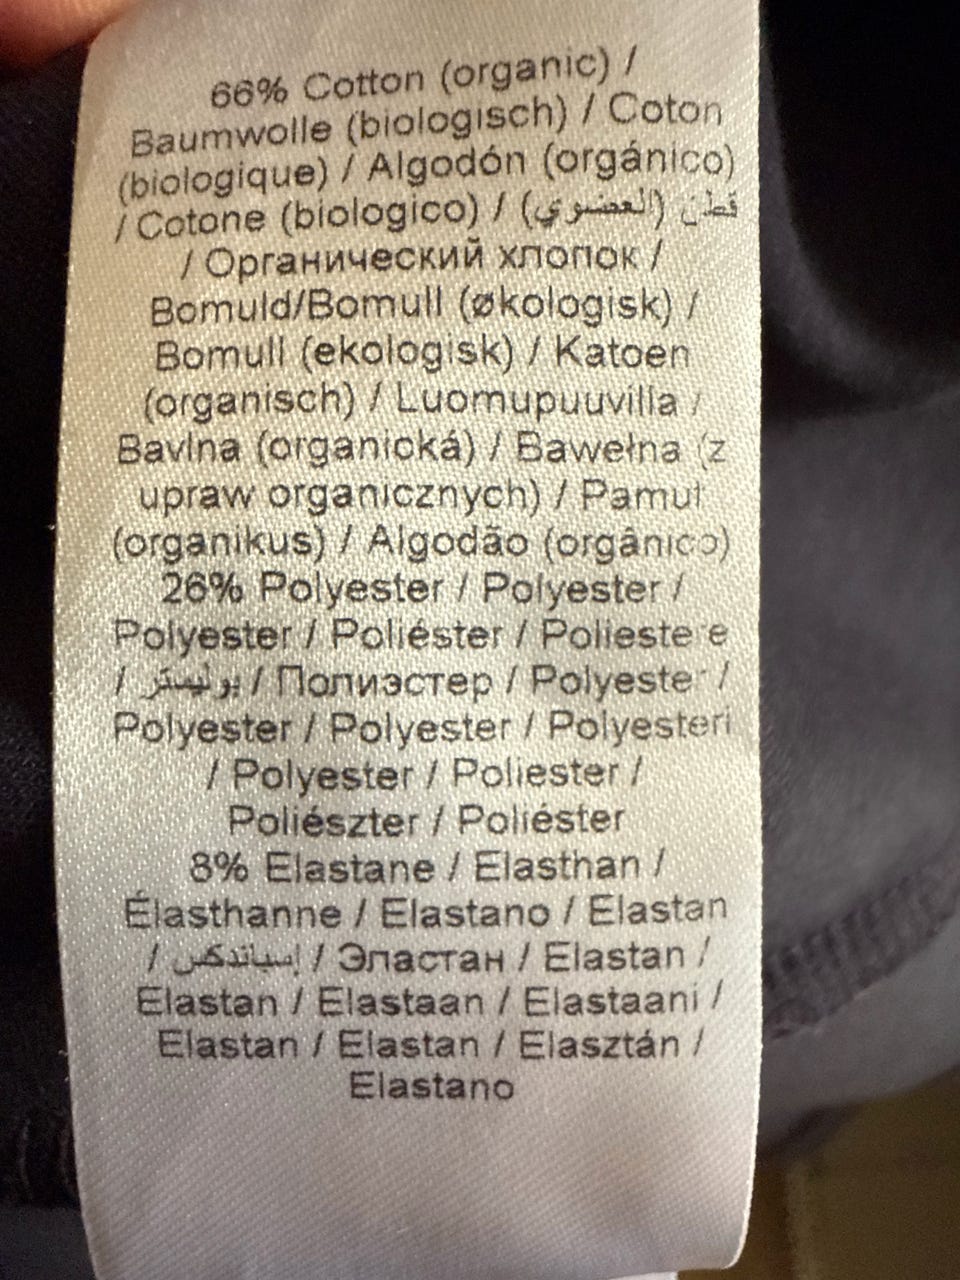 66% Cotton (organic) /
Baumwolle (biologisch) / Coton
(biologique) / Algodón (orgánico)
/ Cotone (biologico) / قطن (العضوي)
/ Органический хлопок /
Bomuld/Bomull (økologisk) /
Bomull (ekologisk) / Katoen
(organisch) / Luomupuuvilla /
Bavlna (organická) / Bawełna (z
upraw organicznych) / Pamut
(organikus) / Algodão (orgânico)
26% Polyester / Polyester /
Polyester / Poliéster / Poliestere
/ بوليستر / Полиэстер / Polyester /
Polyester / Polyester / Polyesteri
/ Polyester / Poliester /
Poliészter / Poliéster
8% Elastane / Elasthan /
Élasthanne / Elastano / Elastan
/ إسباندكس / Эластан / Elastan /
Elastan / Elastaan / Elastaani /
Elastan / Elastan / Elasztán /
Elastano